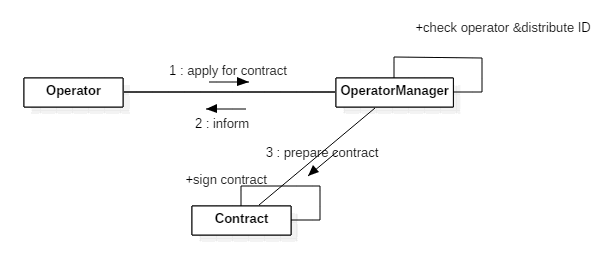 +check operator &distribute ID
1 : apply for contract
Operator
OperatorManager
2 : inform
3 : prepare contract
+sign contract
Contract